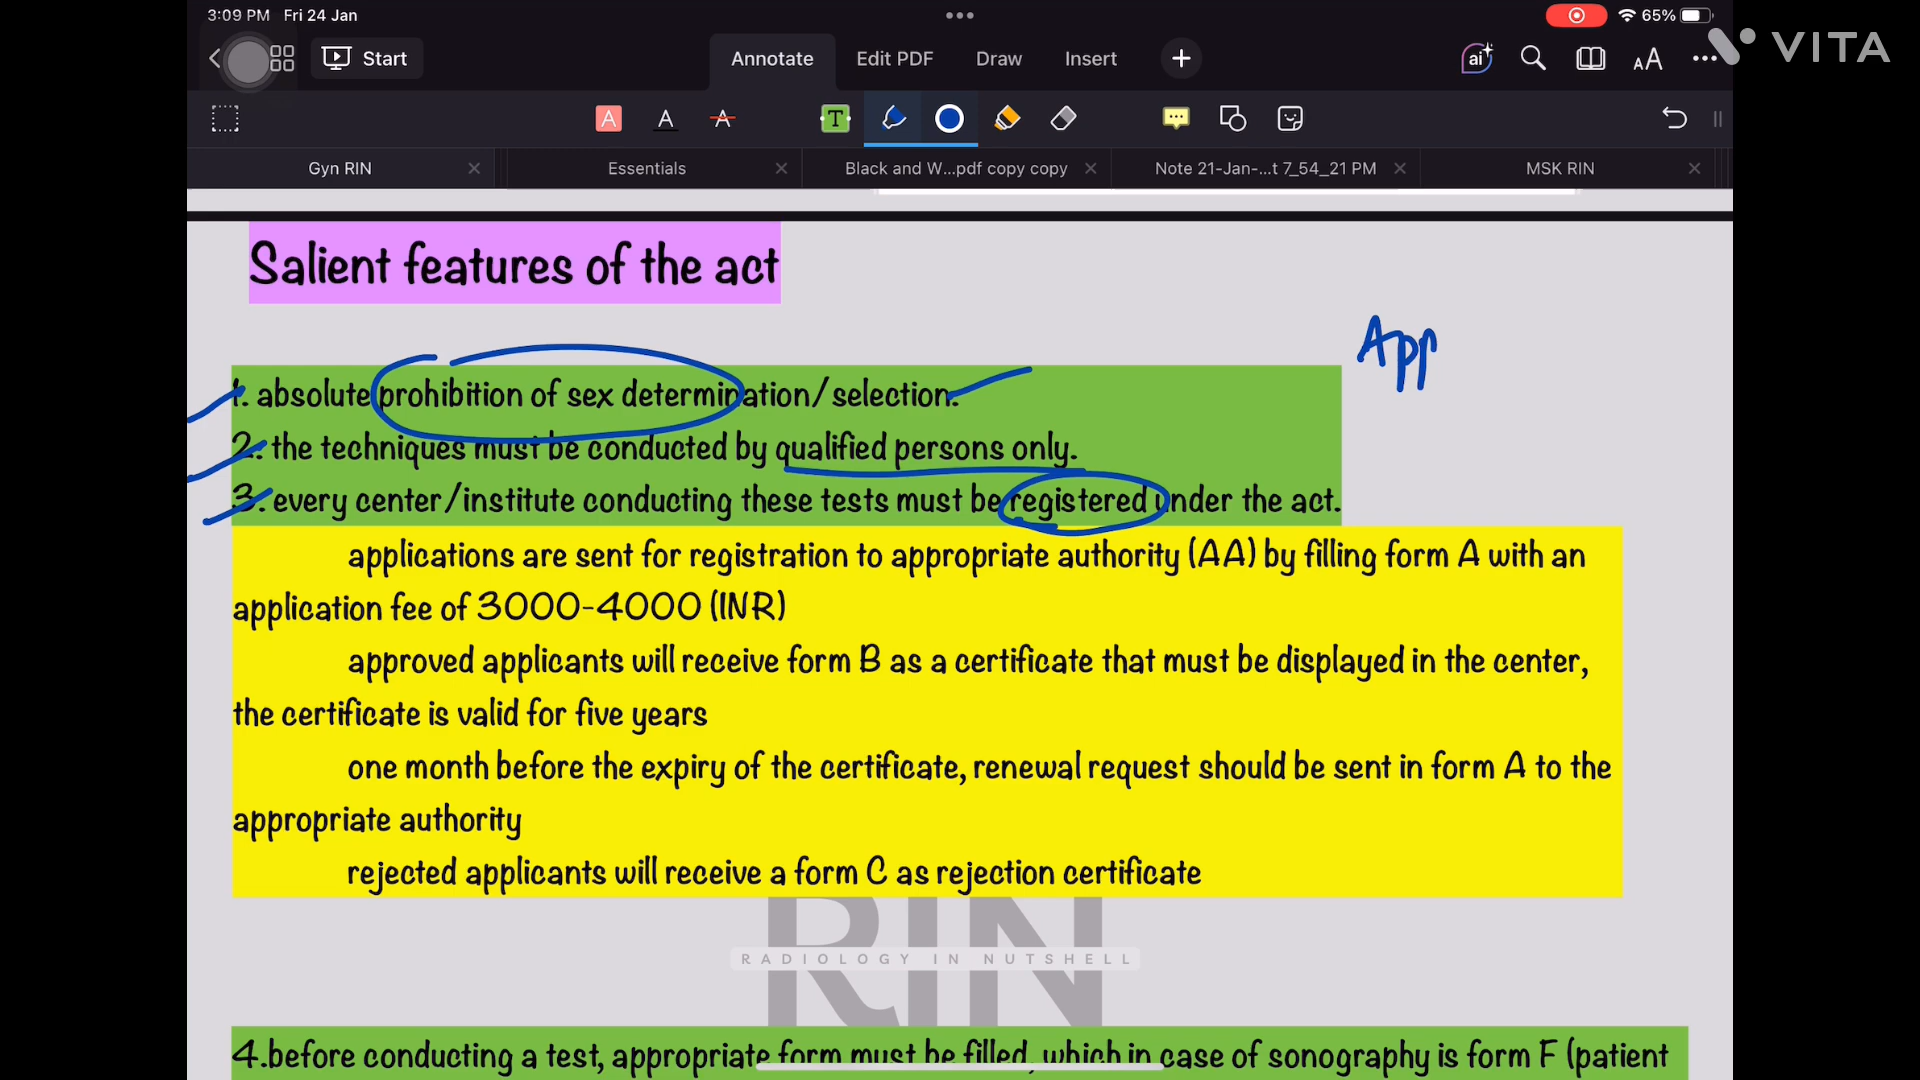 3:09 PM Fri 24 Jan
65%
Start
Annotate
Edit PDF
Draw
Insert
ai
AA
VITA
A
A
A
T
Gyn RIN
Essentials
Black and W...pdf copy copy
Note 21-Jan-...t 7_54_21 PM
MSK RIN
Salient features of the act
App
1. absolute prohibition of sex determination/selection.
2. the techniques must be conducted by qualified persons only.
3. every center/institute conducting these tests must be registered under the act.
applications are sent for registration to appropriate authority (AA) by filling form A with an
application fee of 3000-4000 (INR)
approved applicants will receive form B as a certificate that must be displayed in the center,
the certificate is valid for five years
one month before the expiry of the certificate, renewal request should be sent in form A to the
appropriate authority
rejected applicants will receive a form C as rejection certificate
RIN
RADIOLOGY IN NUTSHELL
4.before conducting a test, appropriate form must be filled, which in case of sonography is form F (patient